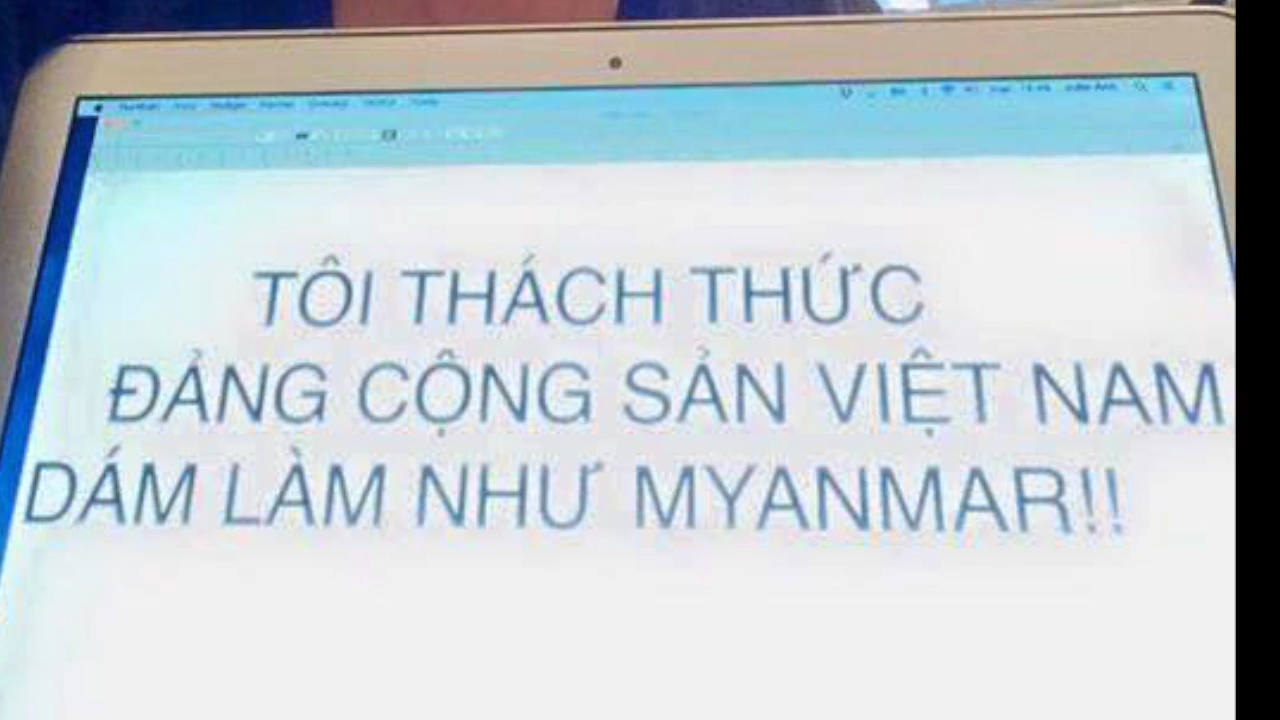 TÔI THÁCH THỨC
ĐẢNG CỘNG SẢN VIỆT NAM
DÁM LÀM NHƯ MYANMAR!!